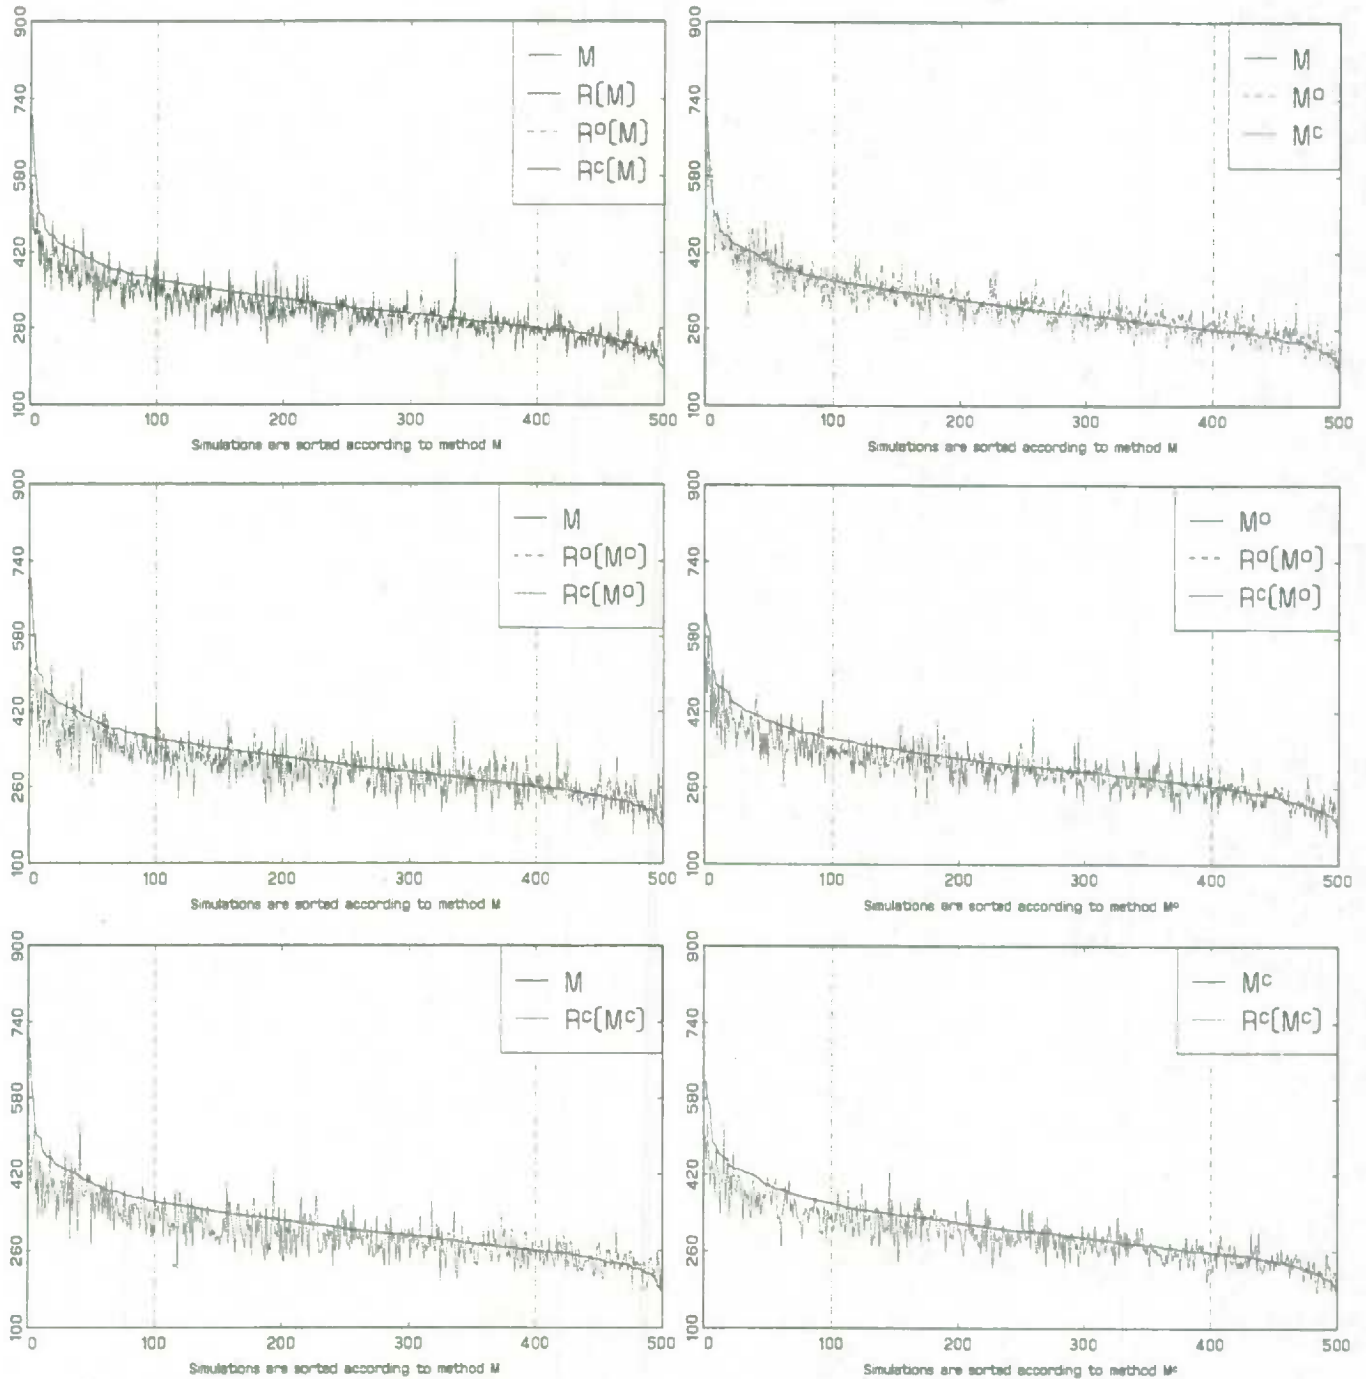 900
740
580
420
280
100
0 100 200 300 400 500
Simulations are sorted according to method M
M
R(M)
Rᴼ(M)
Rᶜ(M)
900
740
580
420
260
100
0 100 200 300 400 500
Simulations are sorted according to method M
M
Mᴼ
Mᶜ
900
740
580
420
260
100
0 100 200 300 400 500
Simulations are sorted according to method M
M
Rᴼ(Mᴼ)
Rᶜ(Mᴼ)
900
740
580
420
260
100
0 100 200 300 400 500
Simulations are sorted according to method Mᴼ
Mᴼ
Rᴼ(Mᴼ)
Rᶜ(Mᴼ)
900
740
580
420
260
100
0 100 200 300 400 500
Simulations are sorted according to method M
M
Rᶜ(Mᶜ)
900
740
580
420
260
100
0 100 200 300 400 500
Simulations are sorted according to method Mᶜ
Mᶜ
Rᶜ(Mᶜ)